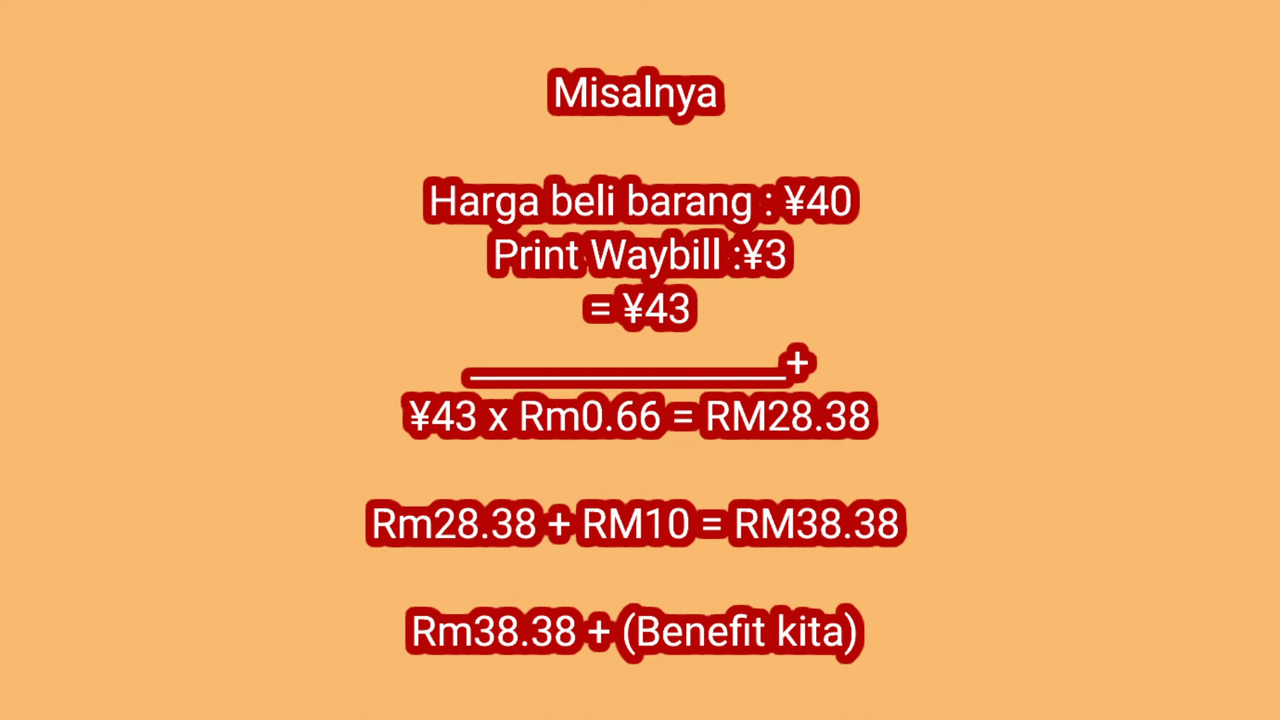 Misalnya
Harga beli barang : ¥40
Print Waybill :¥3
= ¥43
___________________+
¥43 x Rm0.66 = RM28.38
Rm28.38 + RM10 = RM38.38
Rm38.38 + (Benefit kita)